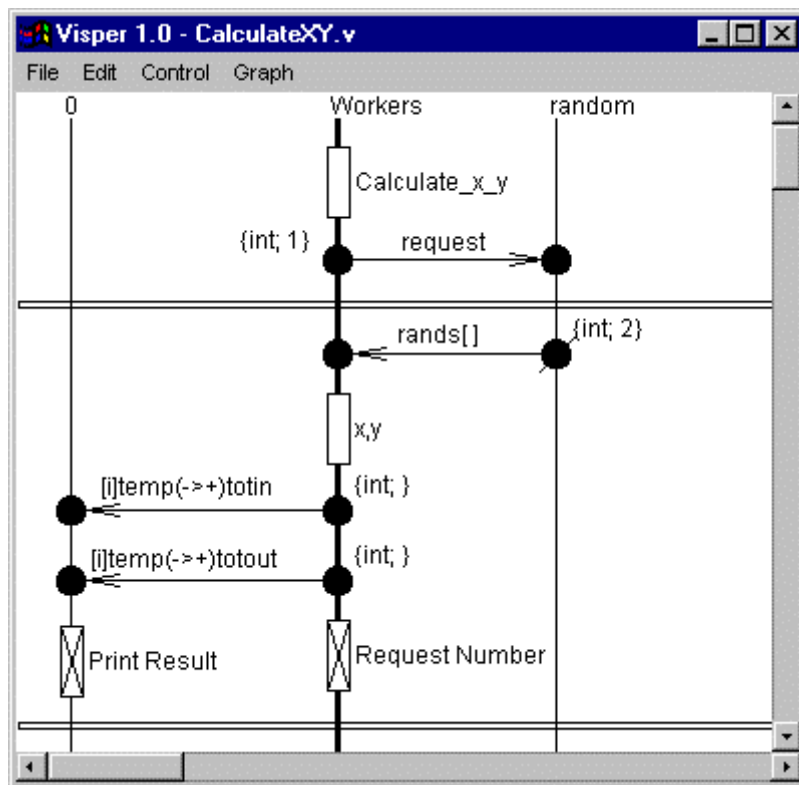 Visper 1.0 - CalculateXY.v
File Edit Control Graph
0 Workers random
Calculate_x_y
{int; 1} request
rands[] {int; 2}
x,y
[i]temp(->+)totin {int; }
[i]temp(->+)totout {int; }
Print Result Request Number